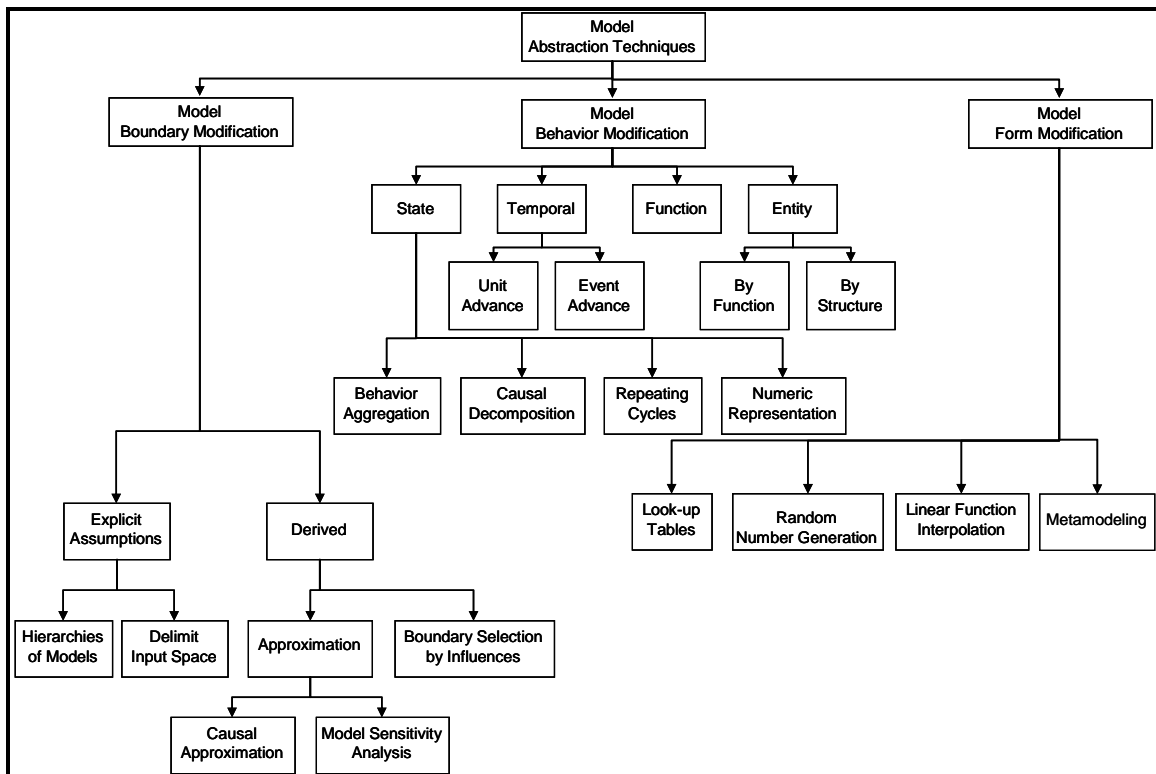 Model
Abstraction Techniques
Model
Boundary Modification
Model
Behavior Modification
Model
Form Modification
State
Temporal
Function
Entity
Unit
Advance
Event
Advance
By
Function
By
Structure
Behavior
Aggregation
Causal
Decomposition
Repeating
Cycles
Numeric
Representation
Explicit
Assumptions
Derived
Look-up
Tables
Random
Number Generation
Linear Function
Interpolation
Metamodeling
Hierarchies
of Models
Delimit
Input Space
Approximation
Boundary Selection
by Influences
Causal
Approximation
Model Sensitivity
Analysis